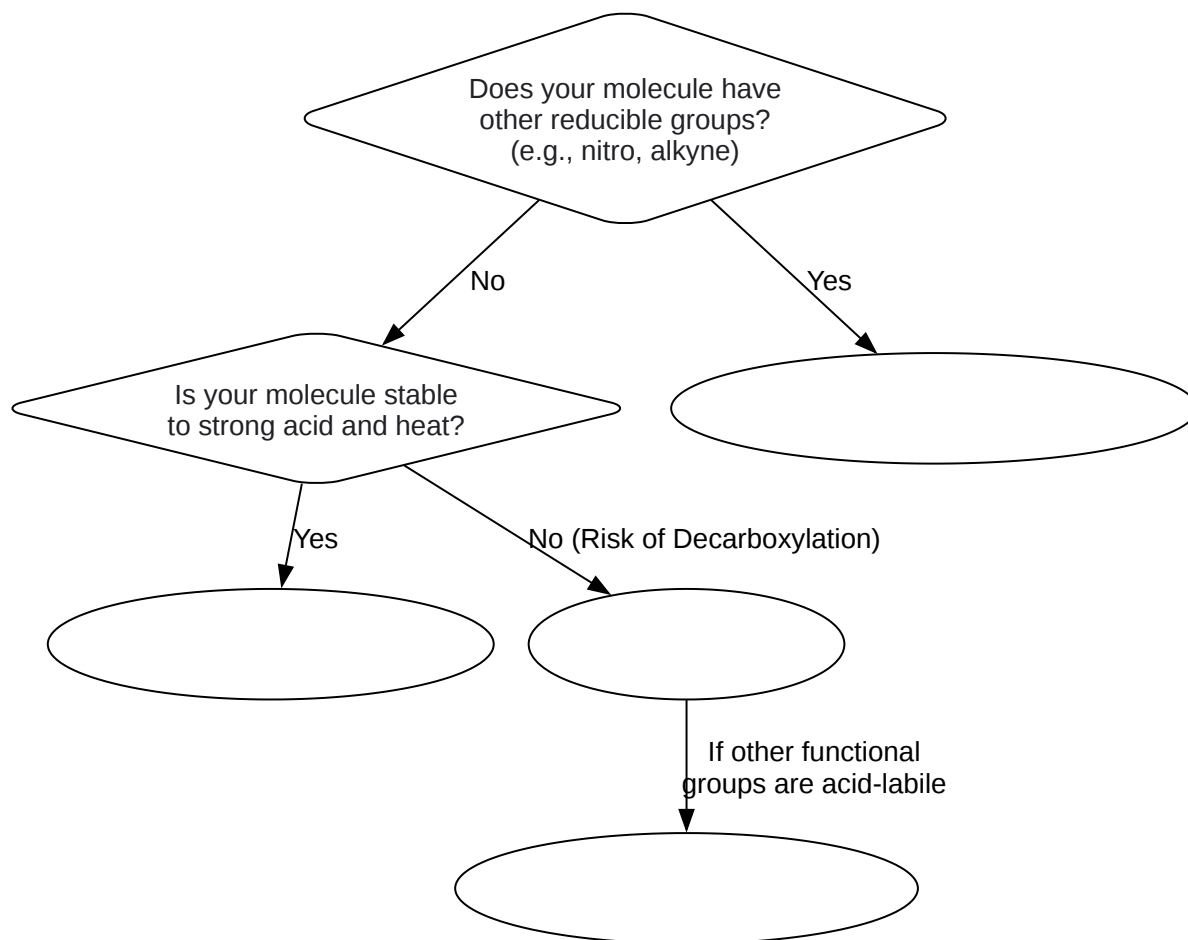 Does your molecule have
other reducible groups?
(e.g., nitro, alkyne)
No
Yes
Is your molecule stable
to strong acid and heat?
Yes
No (Risk of Decarboxylation)
If other functional
groups are acid-labile